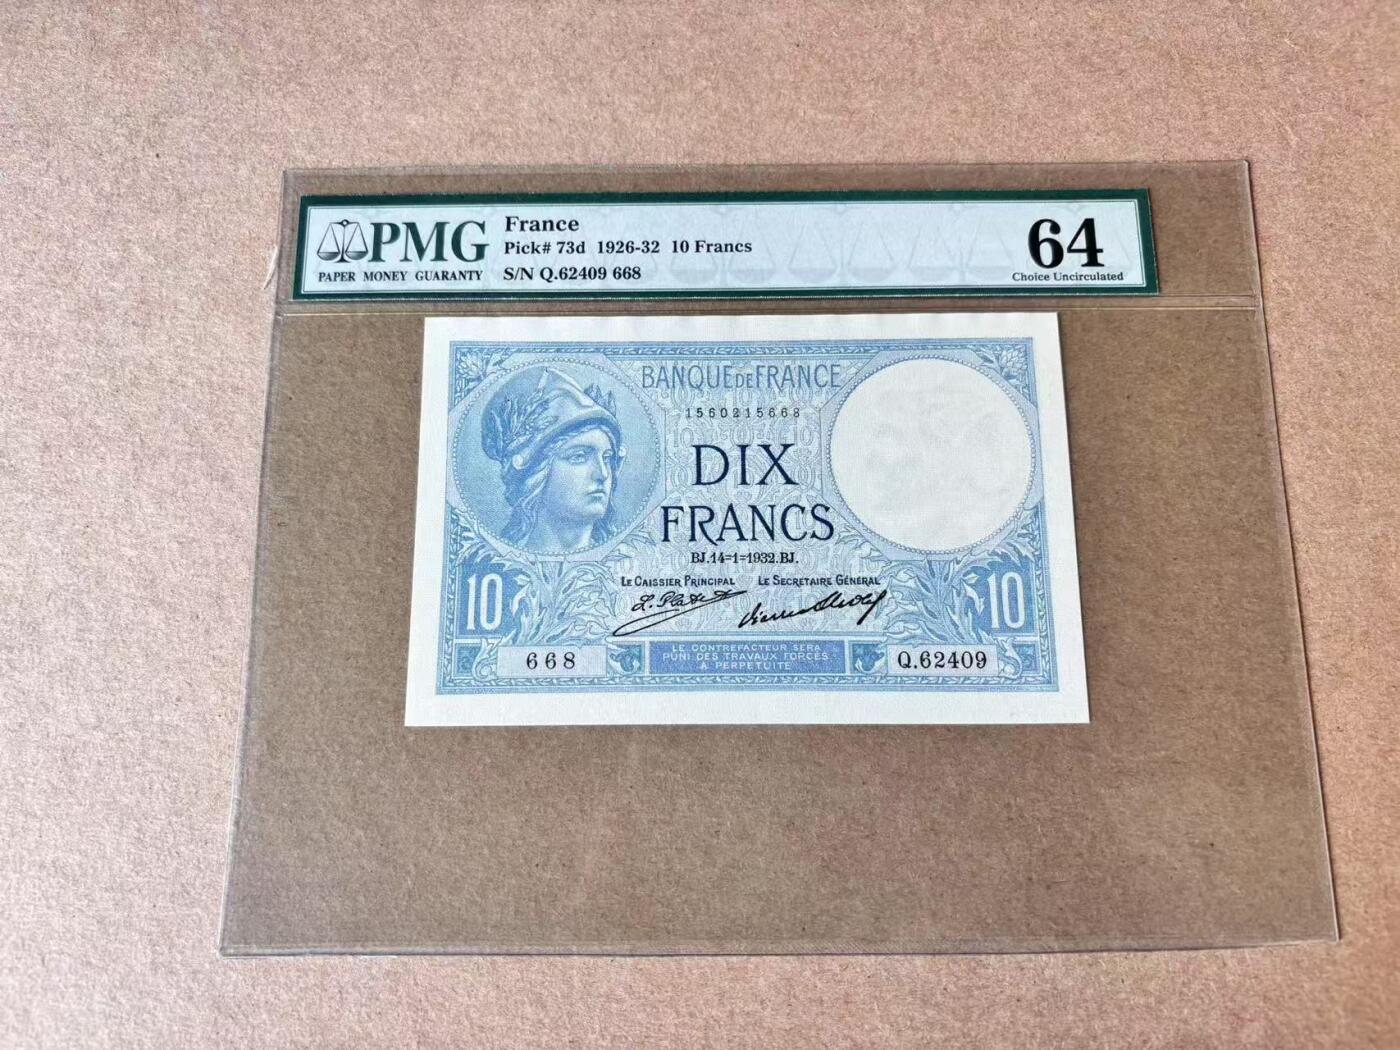 PMG
PAPER MONEY GUARANTY
France
Pick# 73d 1926-32 10 Francs
S/N Q.62409 668
64
Choice Uncirculated
BANQUE DE FRANCE
1560215668
DIX
FRANCS
BJ.14=1=1932.BJ.
LE CAISSIER PRINCIPAL LE SECRETAIRE GÉNÉRAL
10 10
668
LE CONTREFACTEUR SERA
PUNI DES TRAVAUX FORCÉS
A PERPÉTUITÉ
Q.62409